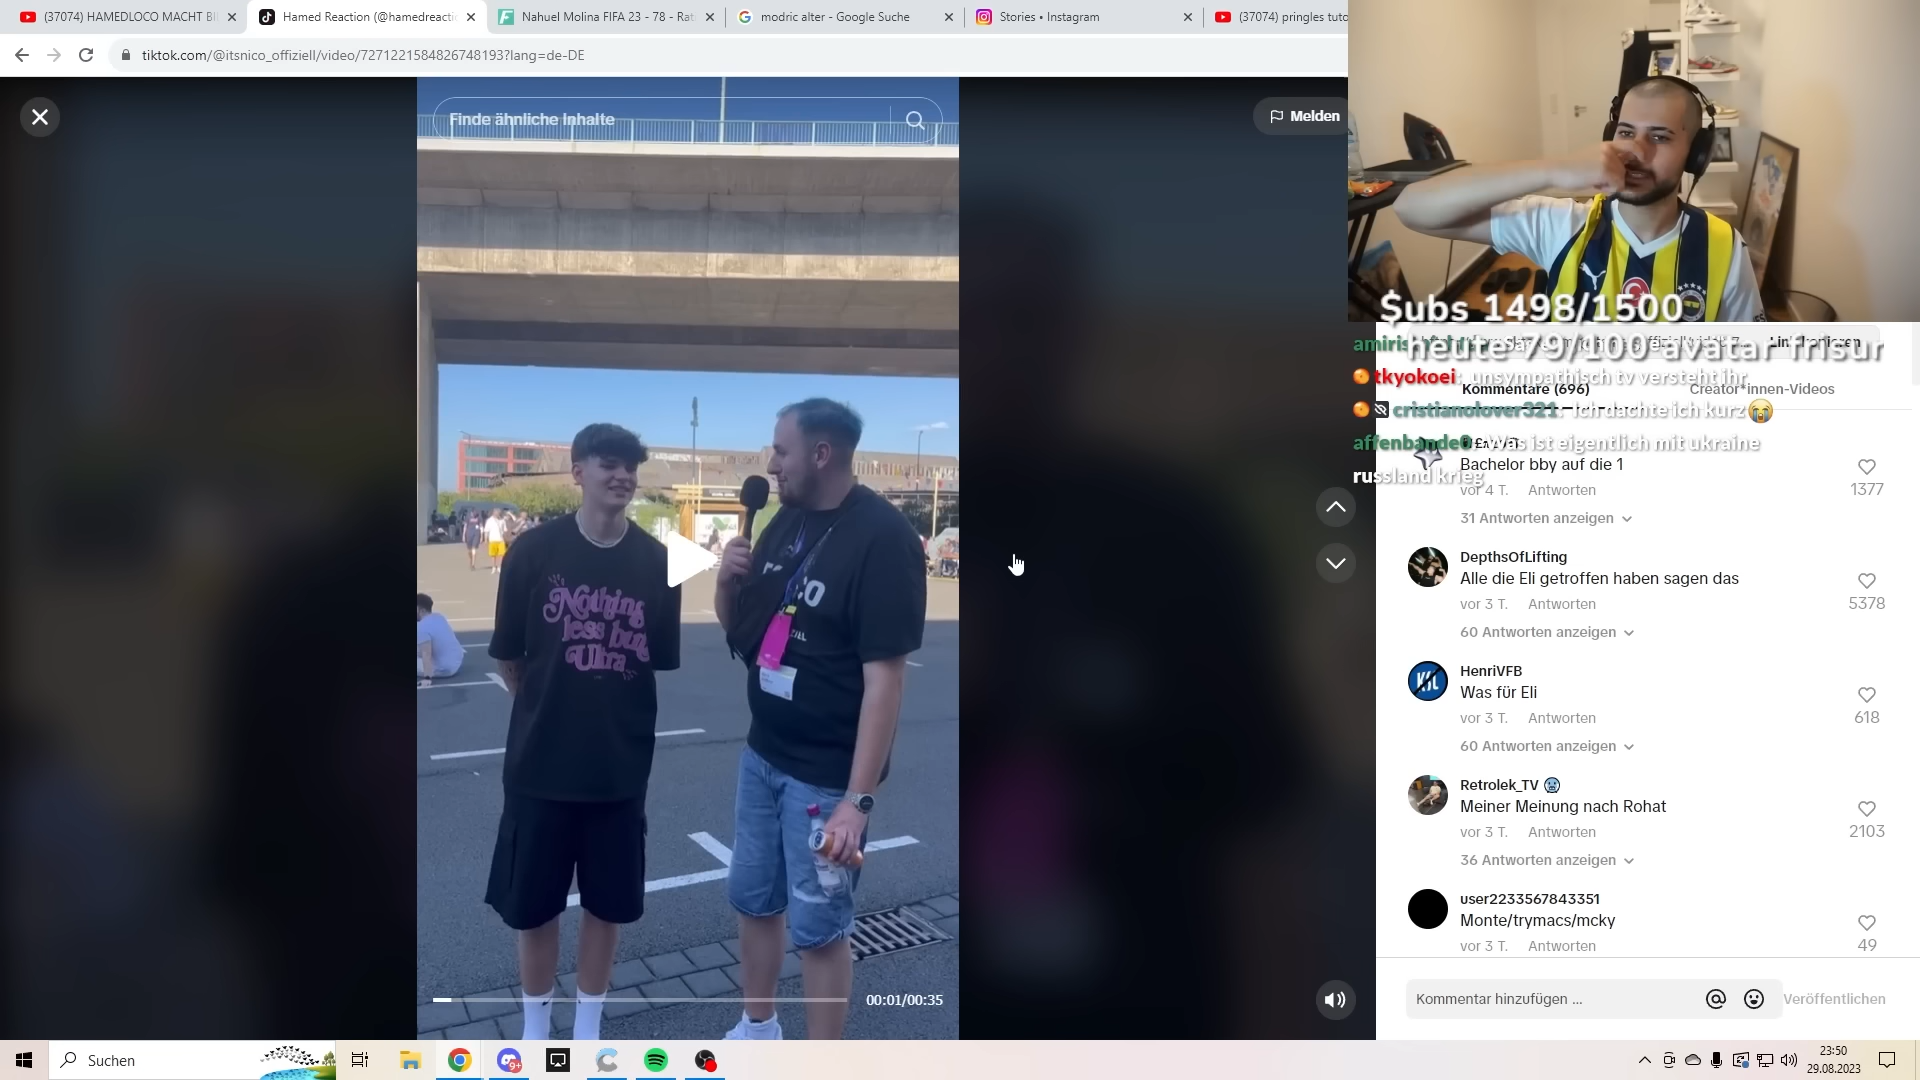 (37074) HAMEDLOCO MACHT BI
Hamed Reaction (@hamedreactio
Nahuel Molina FIFA 23 - 78 - Rat
modric alter - Google Suche
Stories • Instagram
(37074) pringles tuto
tiktok.com/@itsnico_offiziell/video/7271221584826748193?lang=de-DE
Finde ähnliche Inhalte
Melden
Nothing
less but
Ultra
00:01/00:35
$ubs 1498/1500
heute 79/100 avatar frisur
Link kopieren
tkyokoei: unsympathisch tv versteht ihr
Kommentare (696)
Creator*innen-Videos
cristianolover321: Ich dachte ich kurz😭
affenbande0: Was ist eigentlich mit ukraine
russland krieg
Bachelor bby auf die 1
vor 4 T. Antworten
1377
31 Antworten anzeigen
DepthsOfLifting
Alle die Eli getroffen haben sagen das
vor 3 T. Antworten
5378
60 Antworten anzeigen
HenriVFB
Was für Eli
vor 3 T. Antworten
618
60 Antworten anzeigen
Retrolek_TV 🥶
Meiner Meinung nach Rohat
vor 3 T. Antworten
2103
36 Antworten anzeigen
user2233567843351
Monte/trymacs/mcky
vor 3 T. Antworten
49
Kommentar hinzufügen ...
Veröffentlichen
Suchen
9+
23:50
29.08.2023